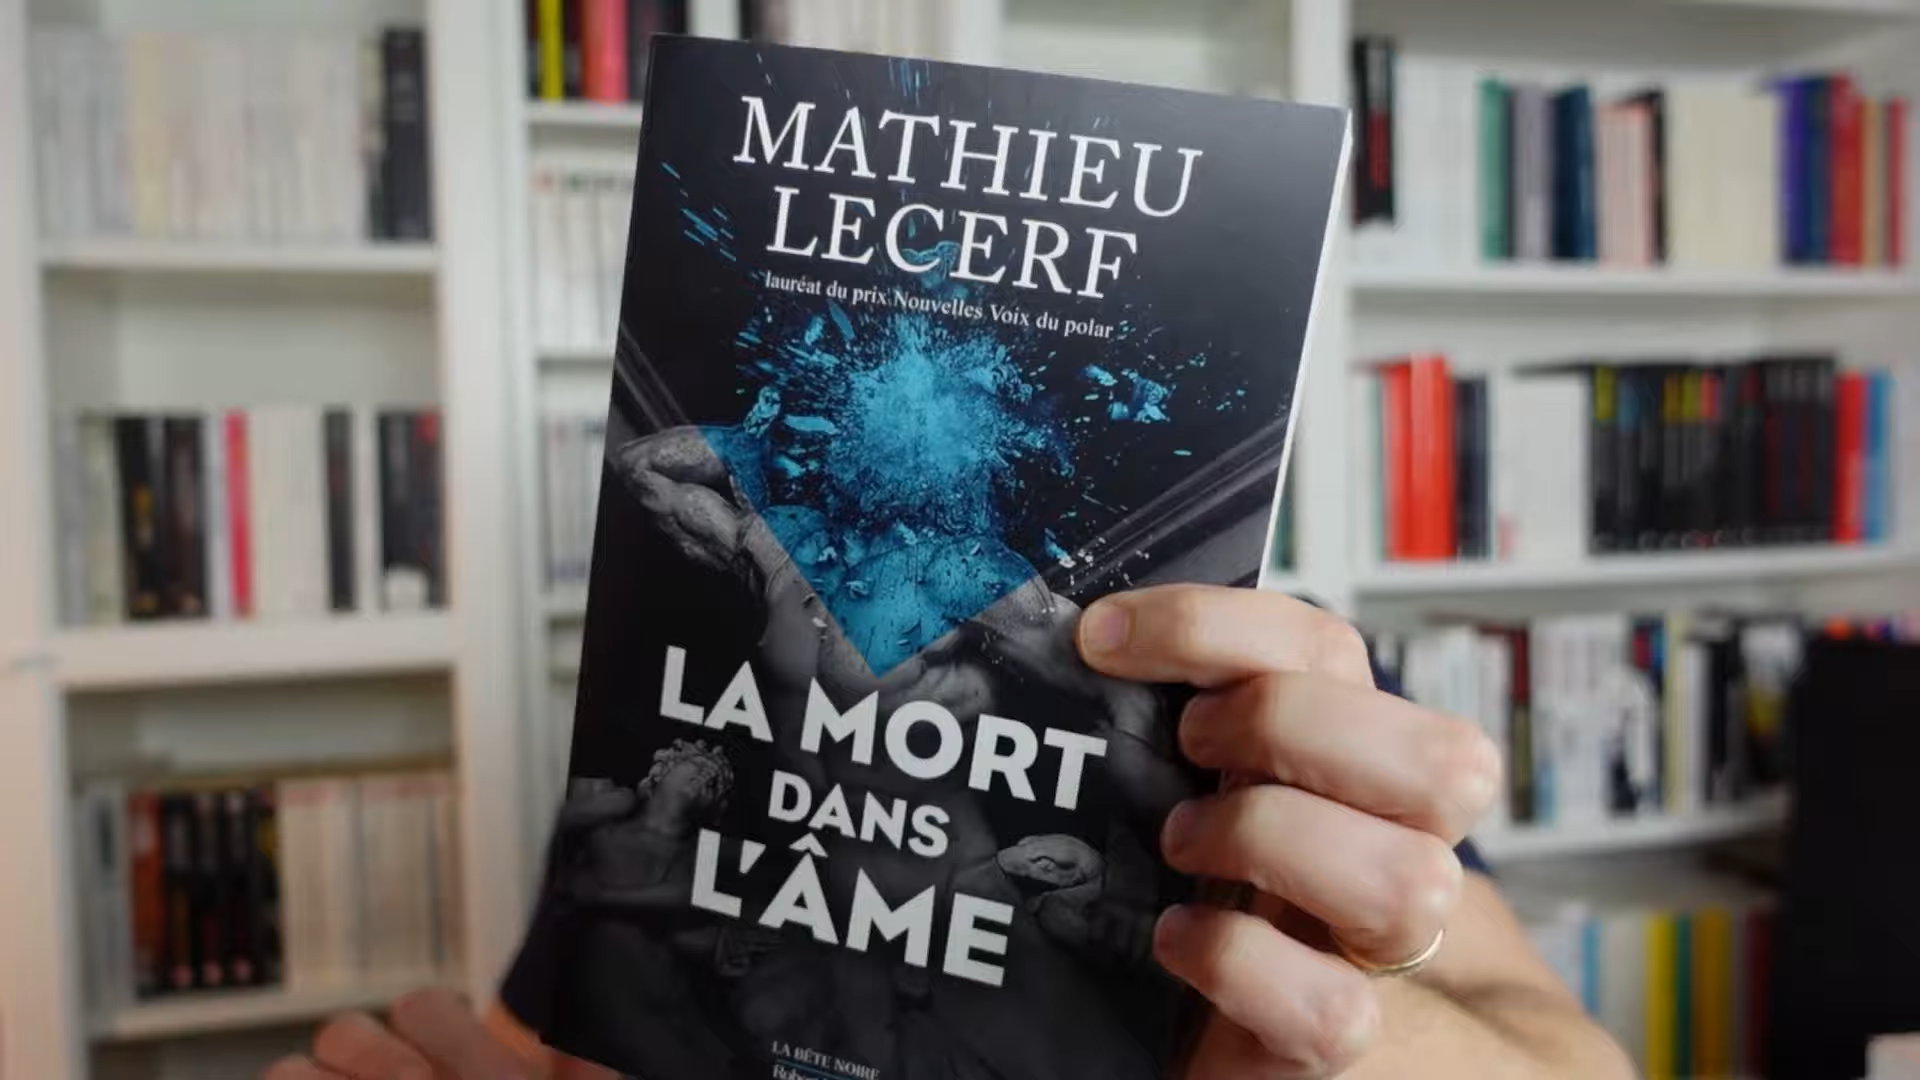 MATHIEU
LECERF
lauréat du prix Nouvelles Voix du polar
LA MORT
DANS
L'ÂME
LA BÊTE NOIRE